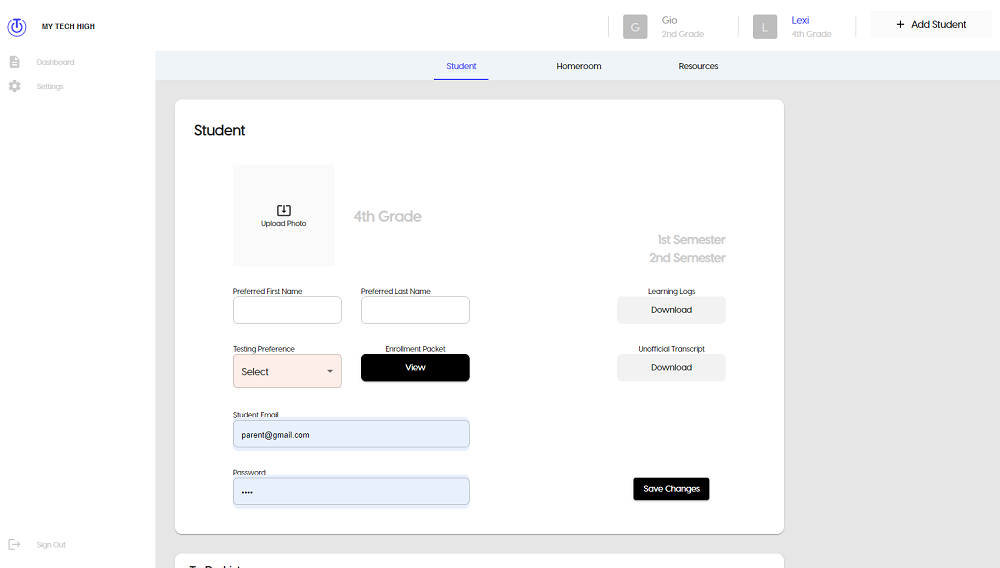 MY TECH HIGH
G
Gio
2nd Grade
L
Lexi
4th Grade
+ Add Student
Dashboard
Settings
Student
Homeroom
Resources
Student
Upload Photo
4th Grade
1st Semester
2nd Semester
Preferred First Name
Preferred Last Name
Learning Logs
Download
Testing Preference
Select
Enrollment Packet
View
Unofficial Transcript
Download
Student Email
parent@gmail.com
Password
••••
Save Changes
Sign Out